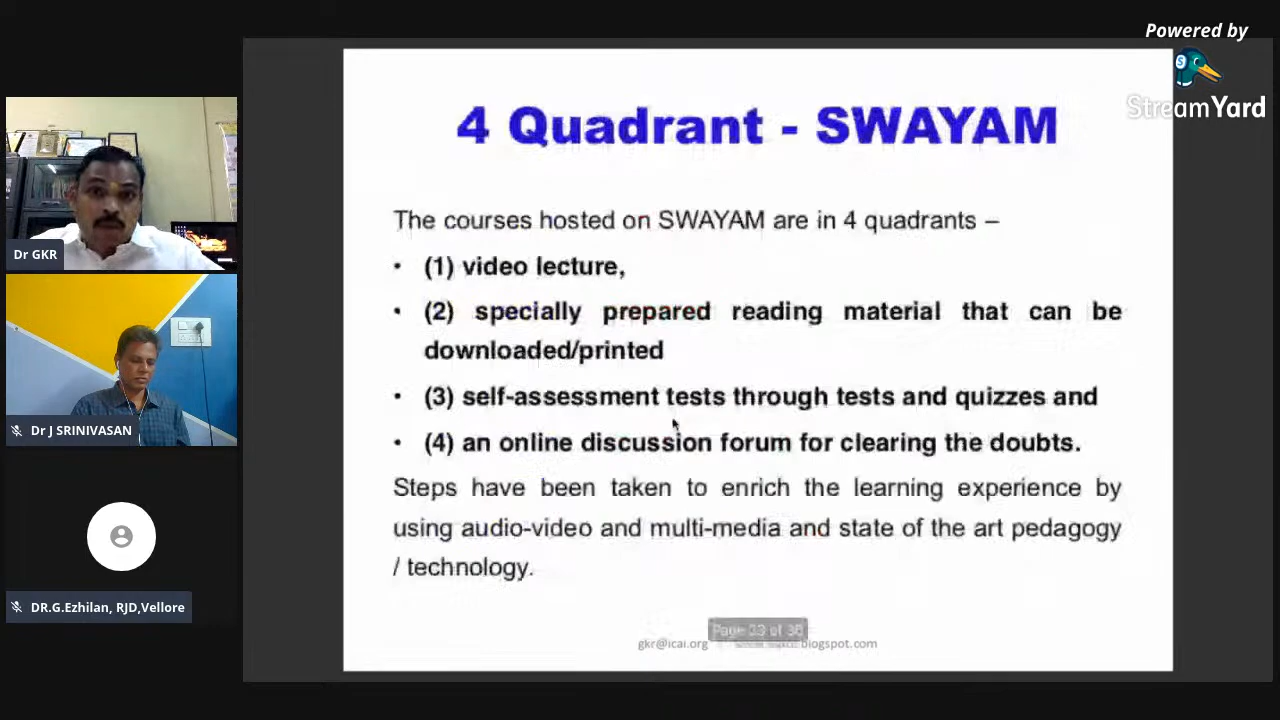 Powered by
StreamYard
4 Quadrant - SWAYAM
The courses hosted on SWAYAM are in 4 quadrants –
• (1) video lecture,
• (2) specially prepared reading material that can be
downloaded/printed
• (3) self-assessment tests through tests and quizzes and
• (4) an online discussion forum for clearing the doubts.
Steps have been taken to enrich the learning experience by
using audio-video and multi-media and state of the art pedagogy
/ technology.
Page 23 of 36
gkr@icai.org
blogspot.com
Dr GKR
Dr J SRINIVASAN
DR.G.Ezhilan, RJD,Vellore